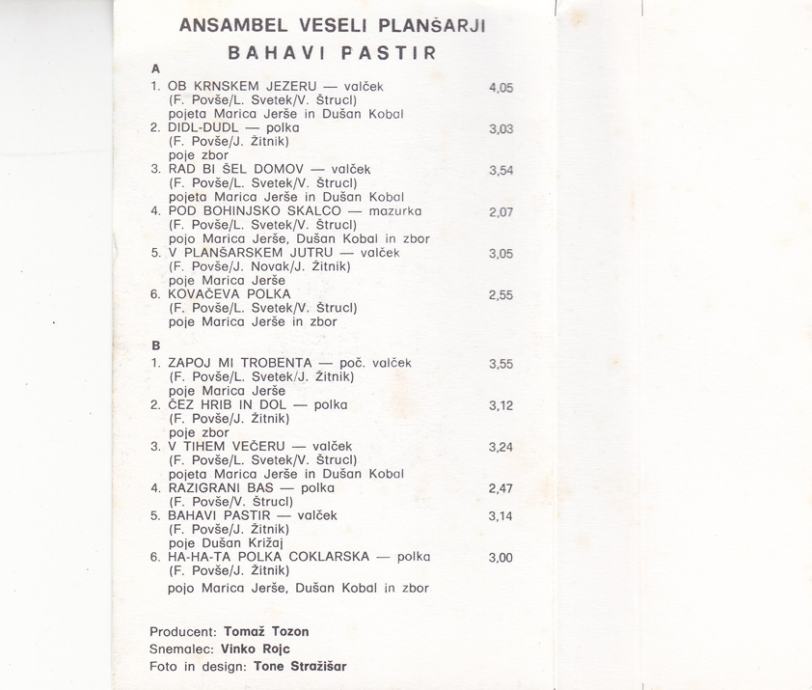 ANSAMBEL VESELI PLANŠARJI
BAHAVI PASTIR
A
1. OB KRNSKEM JEZERU — valček 4,05
(F. Povše/L. Svetek/V. Štrucl)
pojeta Marica Jerše in Dušan Kobal
2. DIDL-DUDL — polka 3,03
(F. Povše/J. Žitnik)
poje zbor
3. RAD BI ŠEL DOMOV — valček 3,54
(F. Povše/L. Svetek/V. Štrucl)
pojeta Marica Jerše in Dušan Kobal
4. POD BOHINJSKO SKALCO — mazurka 2,07
(F. Povše/L. Svetek/V. Štrucl)
pojo Marica Jerše, Dušan Kobal in zbor
5. V PLANŠARSKEM JUTRU — valček 3,05
(F. Povše/J. Novak/J. Žitnik)
poje Marica Jerše
6. KOVAČEVA POLKA 2,55
(F. Povše/L. Svetek/V. Štrucl)
poje Marica Jerše in zbor
B
1. ZAPOJ MI TROBENTA — poč. valček 3,55
(F. Povše/L. Svetek/J. Žitnik)
poje Marica Jerše
2. ČEZ HRIB IN DOL — polka 3,12
(F. Povše/J. Žitnik)
poje zbor
3. V TIHEM VEČERU — valček 3,24
(F. Povše/L. Svetek/V. Štrucl)
pojeta Marica Jerše in Dušan Kobal
4. RAZIGRANI BAS — polka 2,47
(F. Povše/V. Štrucl)
5. BAHAVI PASTIR — valček 3,14
(F. Povše/J. Žitnik)
poje Dušan Križaj
6. HA-HA-TA POLKA COKLARSKA — polka 3,00
(F. Povše/J. Žitnik)
pojo Marica Jerše, Dušan Kobal in zbor
Producent: Tomaž Tozon
Snemalec: Vinko Rojc
Foto in design: Tone Stražišar